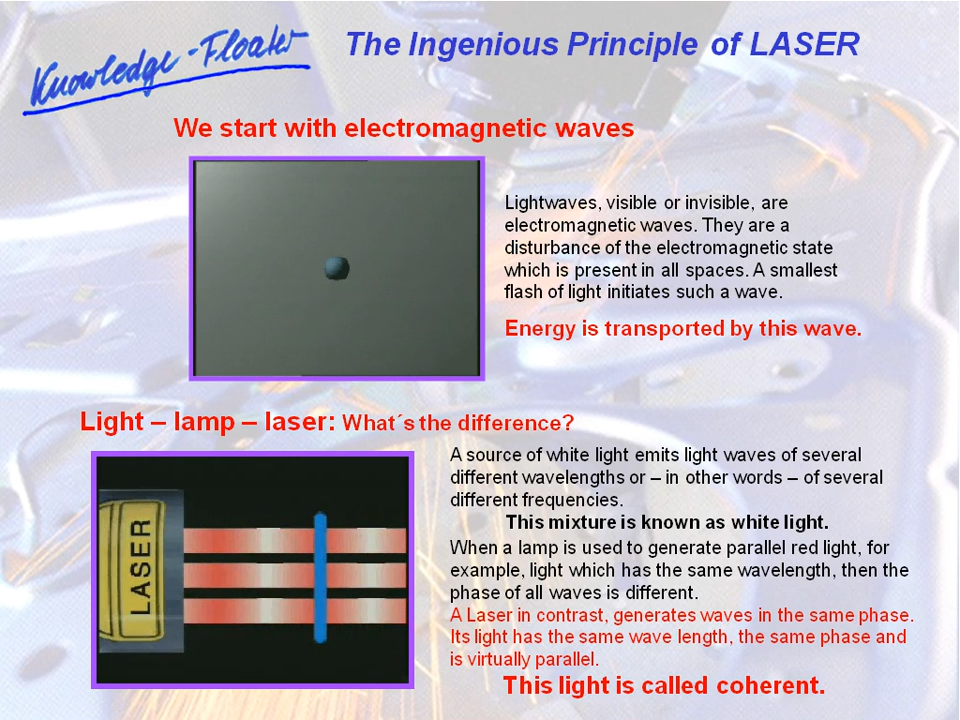 Knowledge-Floater
The Ingenious Principle of LASER
We start with electromagnetic waves
Lightwaves, visible or invisible, are
electromagnetic waves. They are a
disturbance of the electromagnetic state
which is present in all spaces. A smallest
flash of light initiates such a wave.
Energy is transported by this wave.
Light – lamp – laser: What´s the difference?
LASER
A source of white light emits light waves of several
different wavelengths or – in other words – of several
different frequencies.
This mixture is known as white light.
When a lamp is used to generate parallel red light, for
example, light which has the same wavelength, then the
phase of all waves is different.
A Laser in contrast, generates waves in the same phase.
Its light has the same wave length, the same phase and
is virtually parallel.
This light is called coherent.